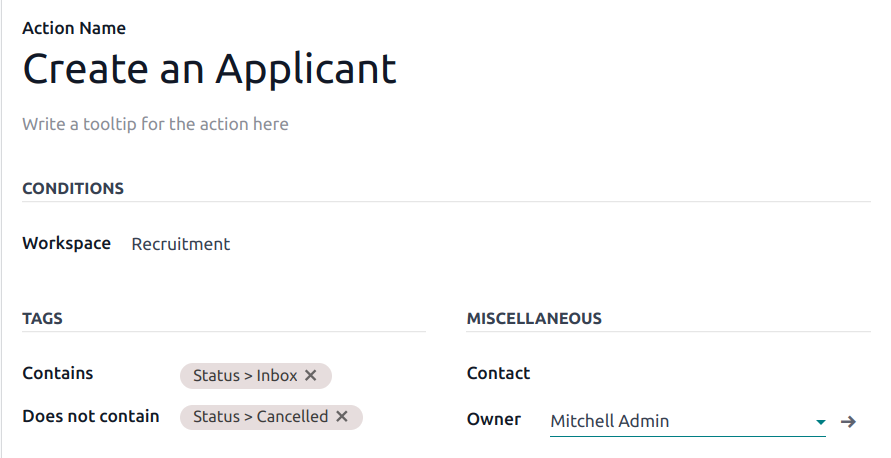 Action Name
Create an Applicant
Write a tooltip for the action here
CONDITIONS
Workspace Recruitment
TAGS
Contains Status > Inbox ✕
Does not contain Status > Cancelled ✕
MISCELLANEOUS
Contact
Owner Mitchell Admin